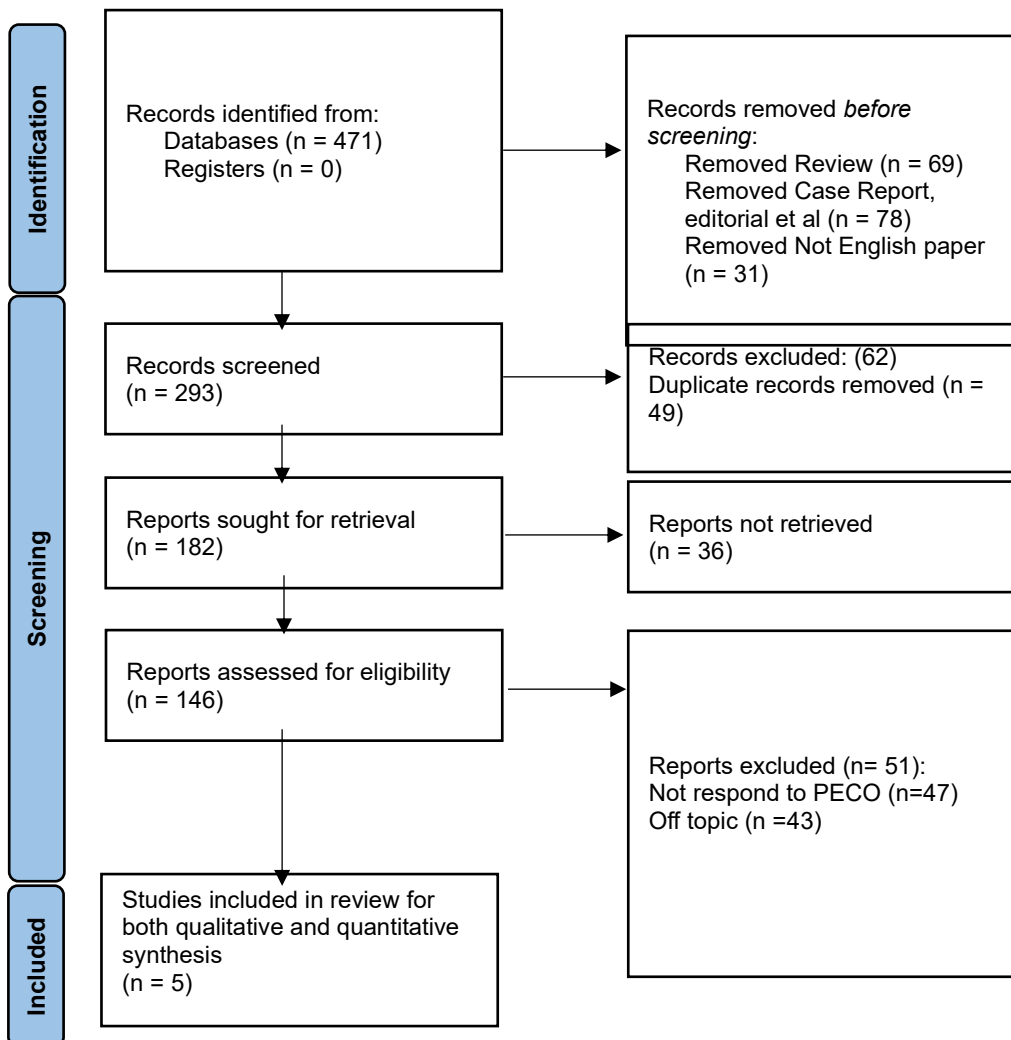 Identification
Records identified from:
Databases (n = 471)
Registers (n = 0)
Records removed before
screening:
Removed Review (n = 69)
Removed Case Report,
editorial et al (n = 78)
Removed Not English paper
(n = 31)
Screening
Records screened
(n = 293)
Records excluded: (62)
Duplicate records removed (n =
49)
Reports sought for retrieval
(n = 182)
Reports not retrieved
(n = 36)
Reports assessed for eligibility
(n = 146)
Reports excluded (n= 51):
Not respond to PECO (n=47)
Off topic (n =43)
Included
Studies included in review for
both qualitative and quantitative
synthesis
(n = 5)